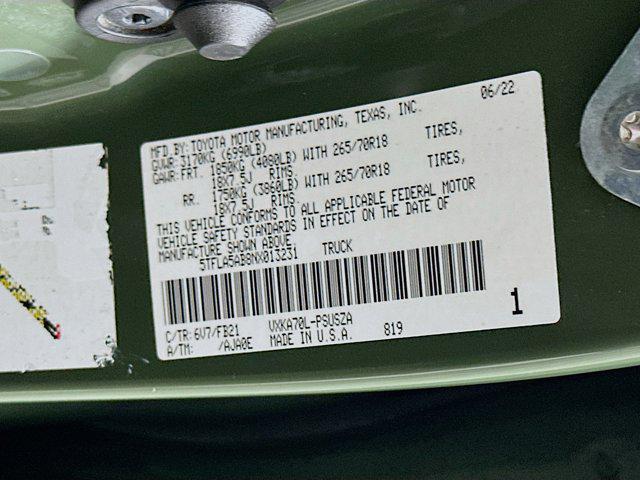 06/22
MFD. BY: TOYOTA MOTOR MANUFACTURING, TEXAS, INC.
GVWR: 3170KG (6990LB)
GAWR: FRT. 1850KG (4080LB) WITH 265/70R18 TIRES,
18X7.5J RIMS,
RR. 1750KG (3860LB) WITH 265/70R18 TIRES,
18X7.5J RIMS.
THIS VEHICLE CONFORMS TO ALL APPLICABLE FEDERAL MOTOR
VEHICLE SAFETY STANDARDS IN EFFECT ON THE DATE OF
MANUFACTURE SHOWN ABOVE.
5TFLA5AB8NX013231 TRUCK
C/TR: 6V7/FB21 VXKA70L-PSUSZA
A/TM: /AJA0E MADE IN U.S.A. 819
1